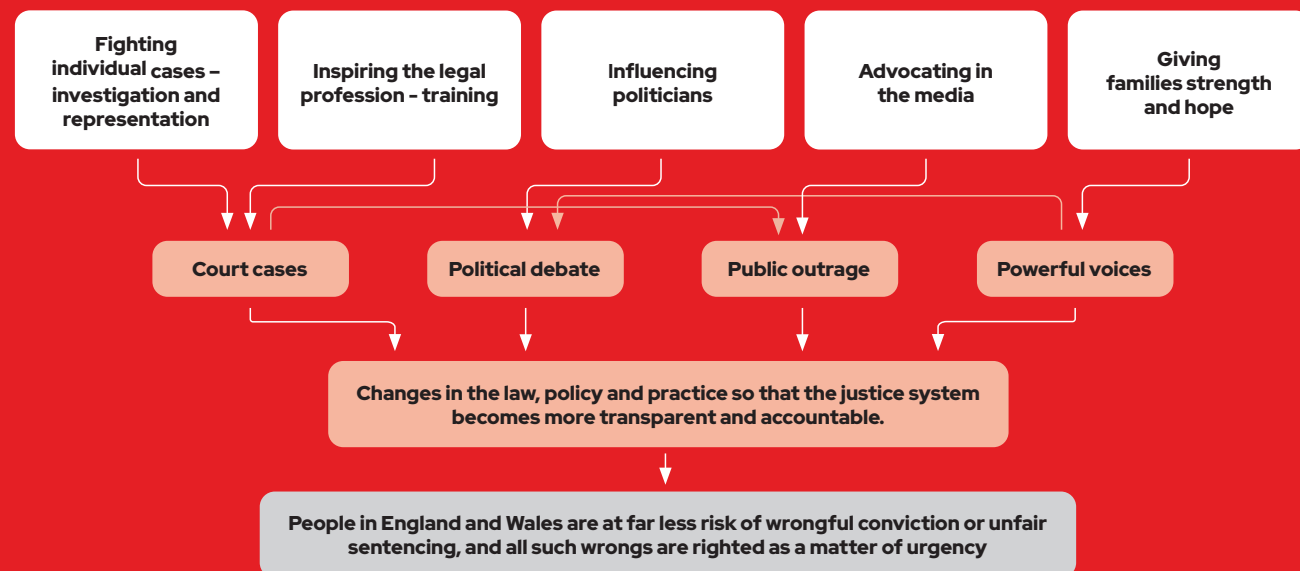 Fighting
individual cases –
investigation and
representation
Inspiring the legal
profession - training
Influencing
politicians
Advocating in
the media
Giving
families strength
and hope
Court cases
Political debate
Public outrage
Powerful voices
Changes in the law, policy and practice so that the justice system
becomes more transparent and accountable.
People in England and Wales are at far less risk of wrongful conviction or unfair
sentencing, and all such wrongs are righted as a matter of urgency